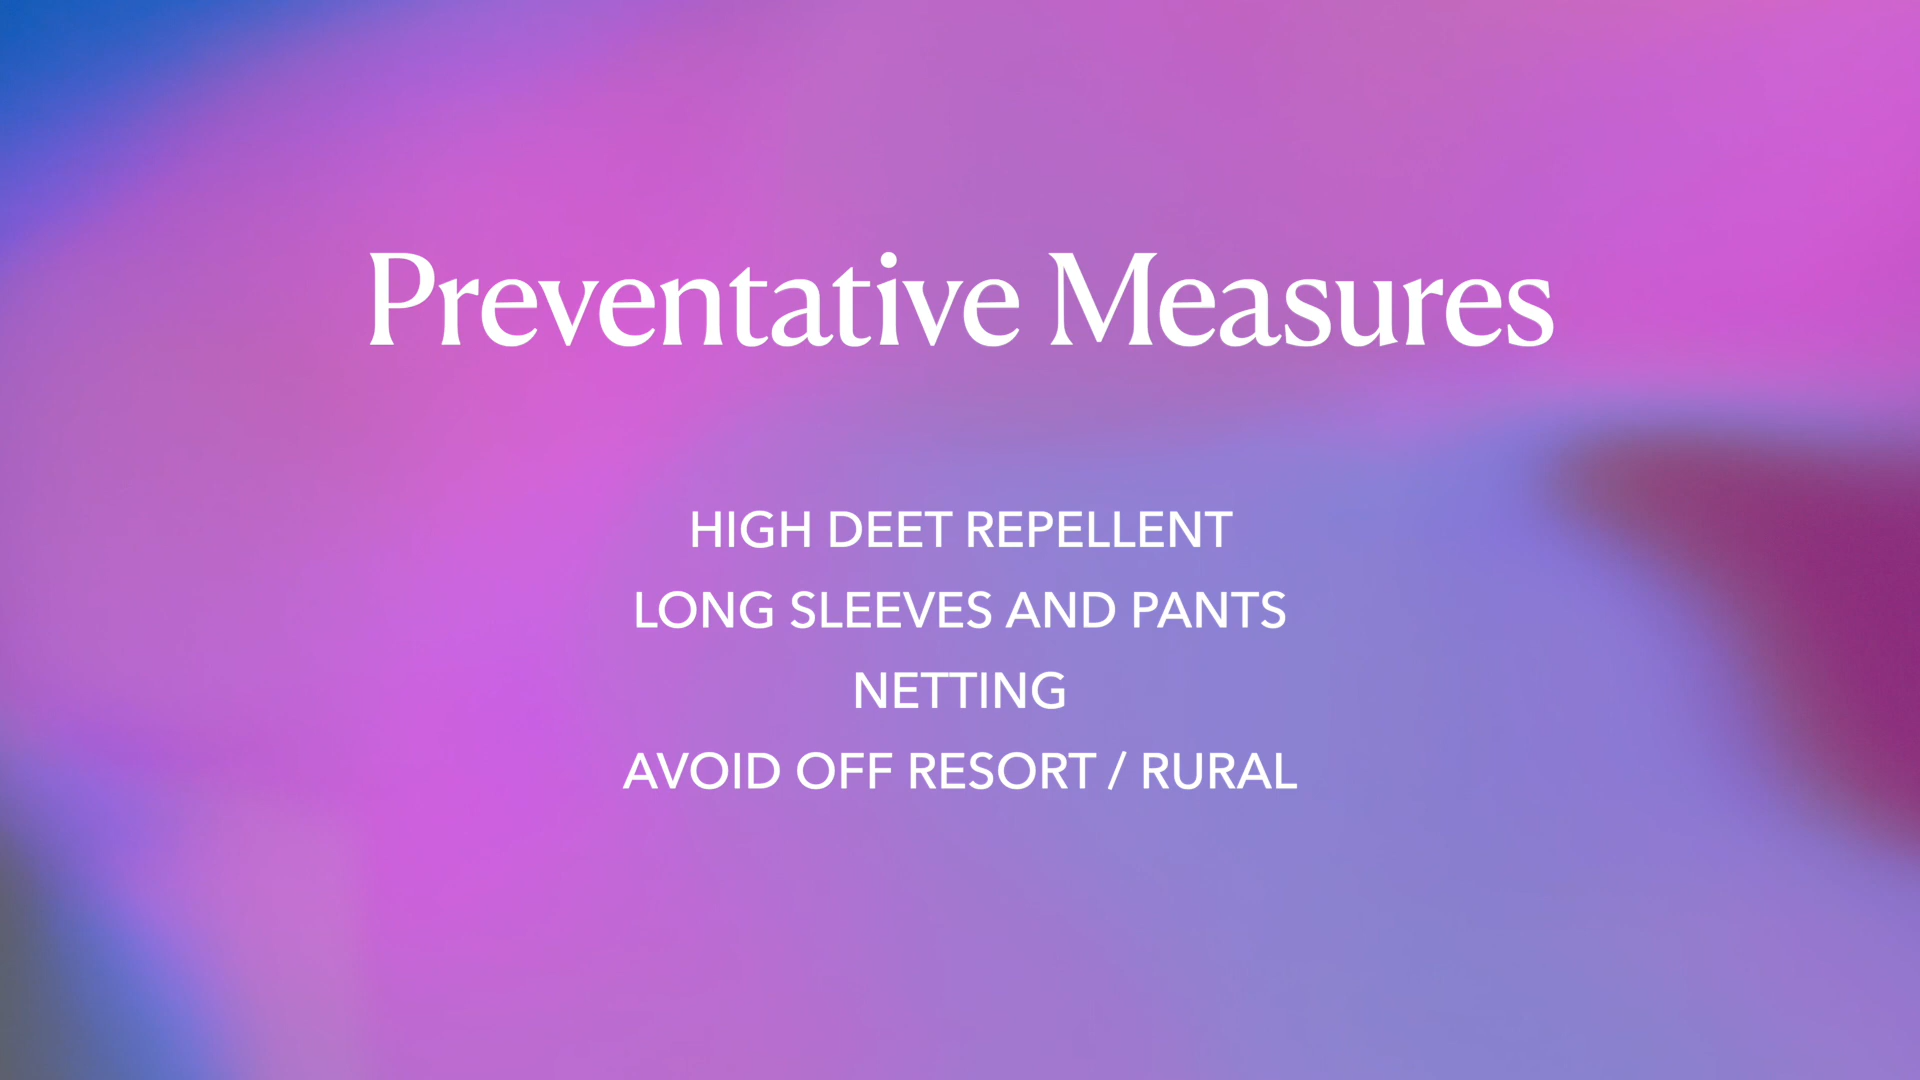 Preventative Measures
HIGH DEET REPELLENT
LONG SLEEVES AND PANTS
NETTING
AVOID OFF RESORT / RURAL